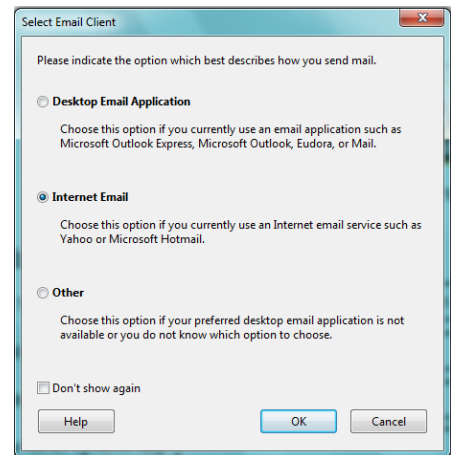 Select Email Client
Please indicate the option which best describes how you send mail.
Desktop Email Application
Choose this option if you currently use an email application such as
Microsoft Outlook Express, Microsoft Outlook, Eudora, or Mail.
Internet Email
Choose this option if you currently use an Internet email service such as
Yahoo or Microsoft Hotmail.
Other
Choose this option if your preferred desktop email application is not
available or you do not know which option to choose.
Don't show again
Help OK Cancel